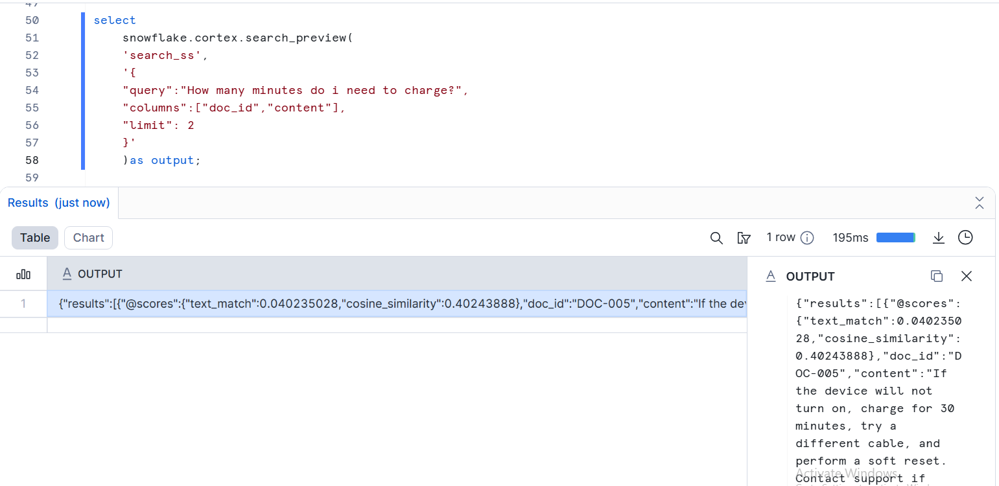 49
50 select
51 snowflake.cortex.search_preview(
52 'search_ss',
53 '{
54 "query":"How many minutes do i need to charge?",
55 "columns":["doc_id","content"],
56 "limit": 2
57 }'
58 )as output;
59
Results (just now)
Table Chart 1 row 195ms
A OUTPUT
1 {"results":[{"@scores":{"text_match":0.040235028,"cosine_similarity":0.40243888},"doc_id":"DOC-005","content":"If the dev
A OUTPUT
{"results":[{"@scores":
{"text_match":0.0402350
28,"cosine_similarity":
0.40243888},"doc_id":"D
OC-005","content":"If
the device will not
turn on, charge for 30
minutes, try a
different cable, and
perform a soft reset.
Activate Windows
Contact support if